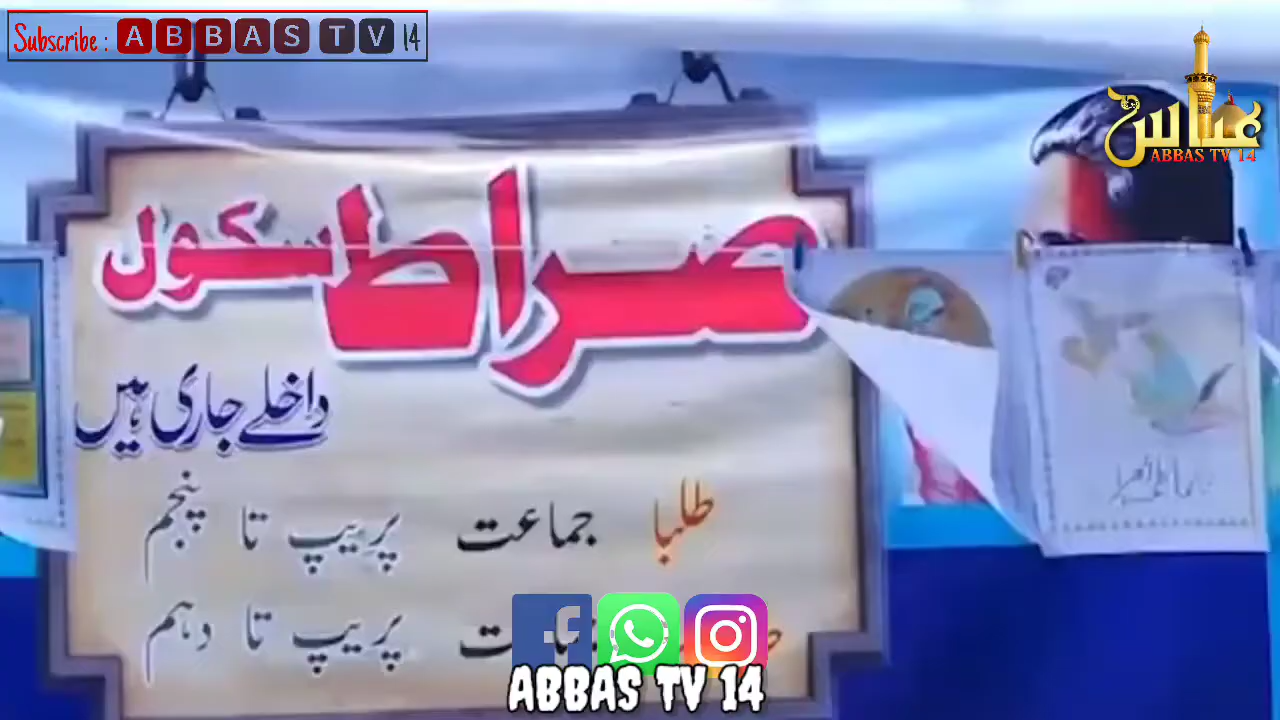 Subscribe : ABBAS TV 14
عباس
ABBAS TV 14
صراط سکول
داخلے جاری ہیں
طلبا جماعت پریپ تا پنجم
پریپ تا دہم
ABBAS TV 14